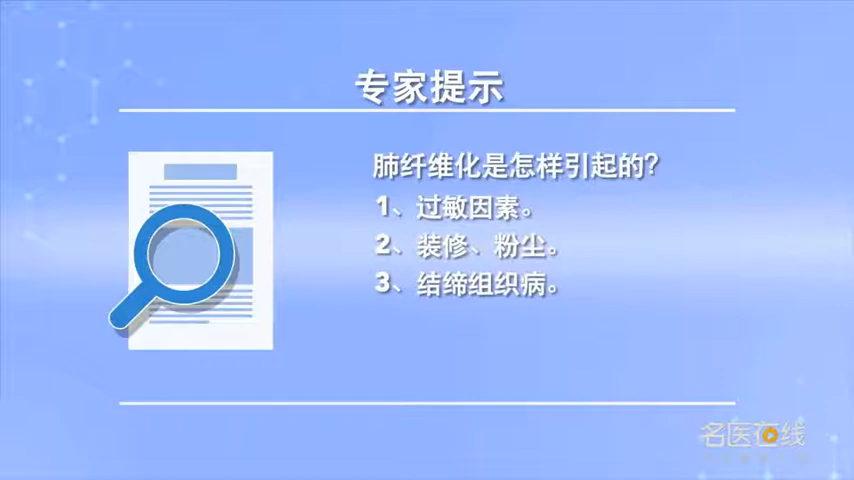 专家提示
肺纤维化是怎样引起的?
1、过敏因素。
2、装修、粉尘。
3、结缔组织病。
名医在线